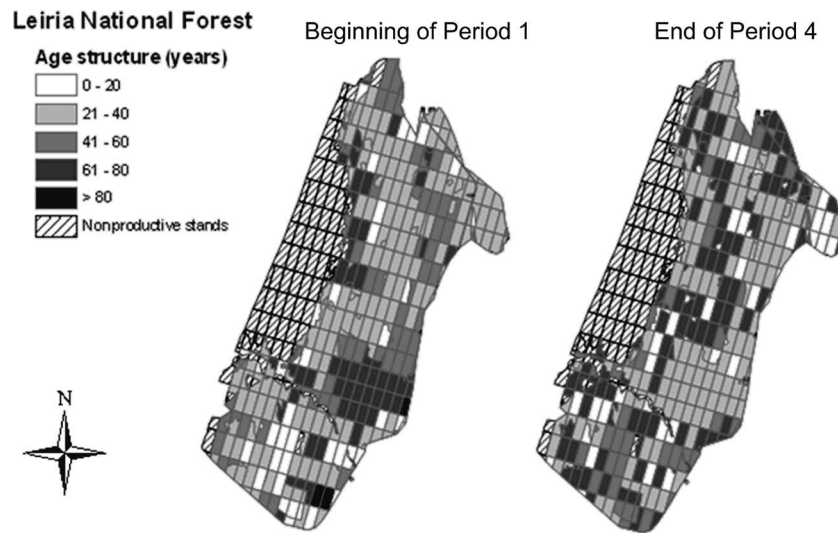 Leiria National Forest
Beginning of Period 1
End of Period 4
Age structure (years)
0 - 20
21 - 40
41 - 60
61 - 80
> 80
Nonproductive stands
N